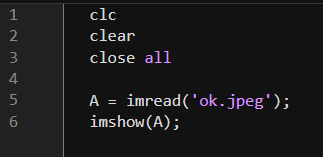 1 clc
2 clear
3 close all
4
5 A = imread('ok.jpeg');
6 imshow(A);